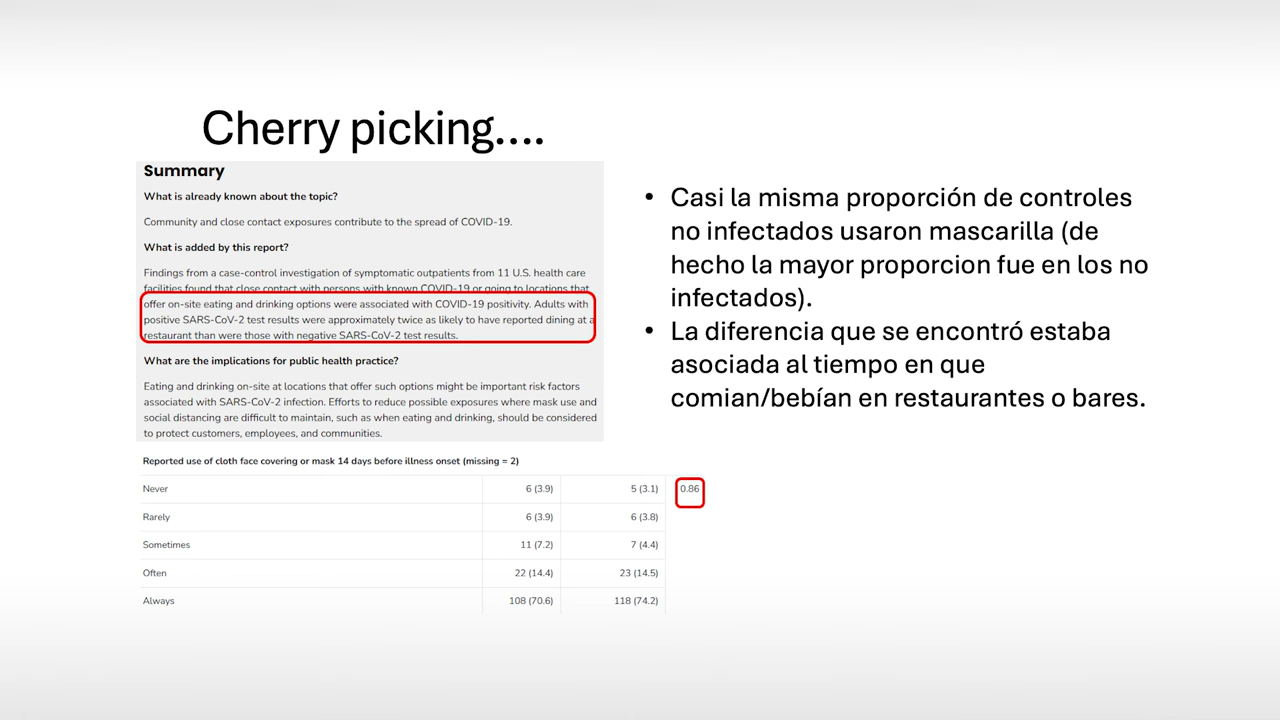 Cherry picking....
Summary
What is already known about the topic?
Community and close contact exposures contribute to the spread of COVID-19.
What is added by this report?
Findings from a case-control investigation of symptomatic outpatients from 11 U.S. health care
facilities found that close contact with persons with known COVID-19 or going to locations that
offer on-site eating and drinking options were associated with COVID-19 positivity. Adults with
positive SARS-CoV-2 test results were approximately twice as likely to have reported dining at a
restaurant than were those with negative SARS-CoV-2 test results.
What are the implications for public health practice?
Eating and drinking on-site at locations that offer such options might be important risk factors
associated with SARS-CoV-2 infection. Efforts to reduce possible exposures where mask use and
social distancing are difficult to maintain, such as when eating and drinking, should be considered
to protect customers, employees, and communities.
Reported use of cloth face covering or mask 14 days before illness onset (missing = 2)
Never 6 (3.9) 5 (3.1) 0.86
Rarely 6 (3.9) 6 (3.8)
Sometimes 11 (7.2) 7 (4.4)
Often 22 (14.4) 23 (14.5)
Always 108 (70.6) 118 (74.2)
• Casi la misma proporción de controles
no infectados usaron mascarilla (de
hecho la mayor proporcion fue en los no
infectados).
• La diferencia que se encontró estaba
asociada al tiempo en que
comian/bebían en restaurantes o bares.